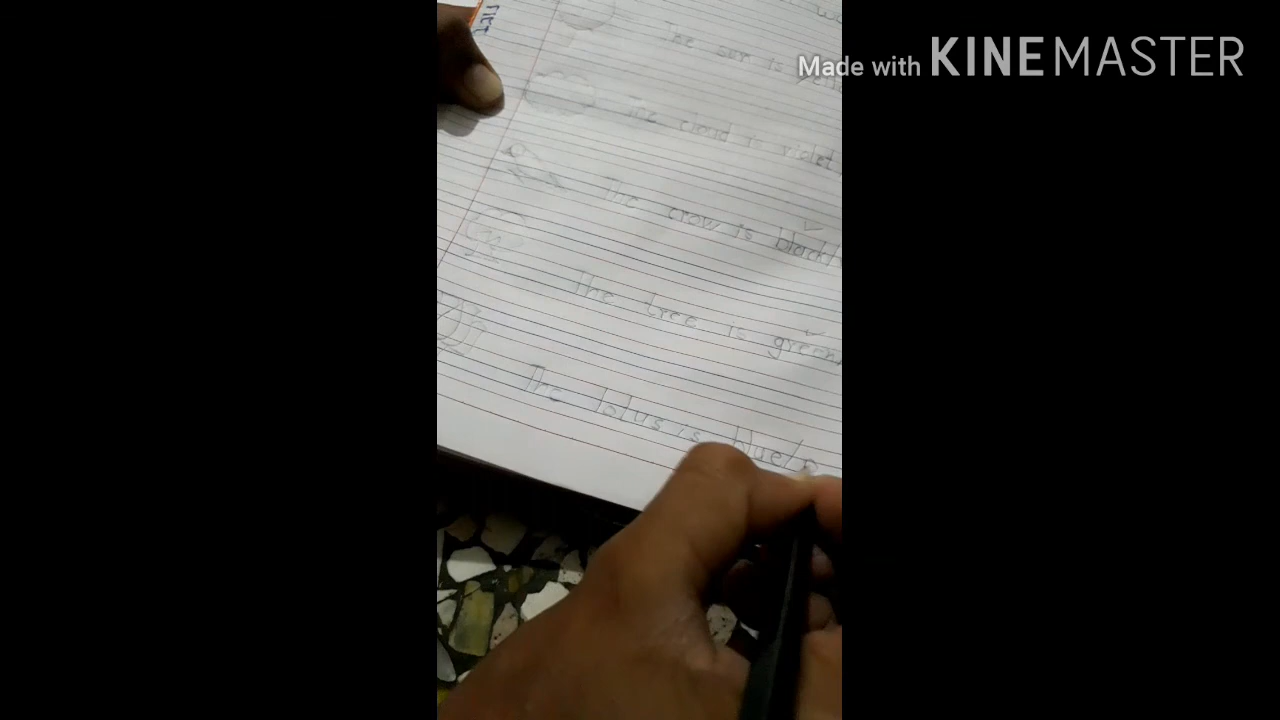 Made with KINEMASTER
The sun is yello
The cloud is violet
The crow is black/
The tree is green/
The lotus is blue/p